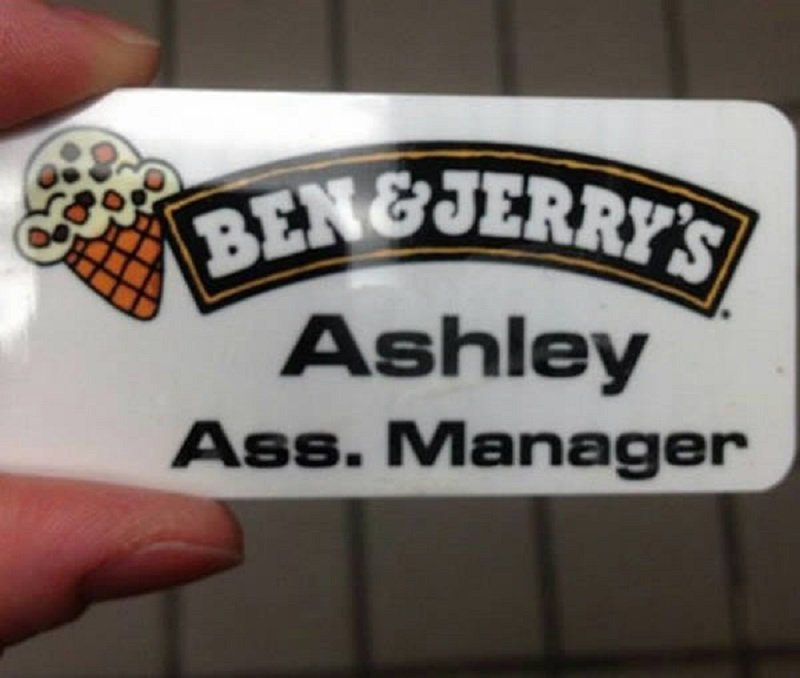 BEN & JERRY'S
Ashley
Ass. Manager